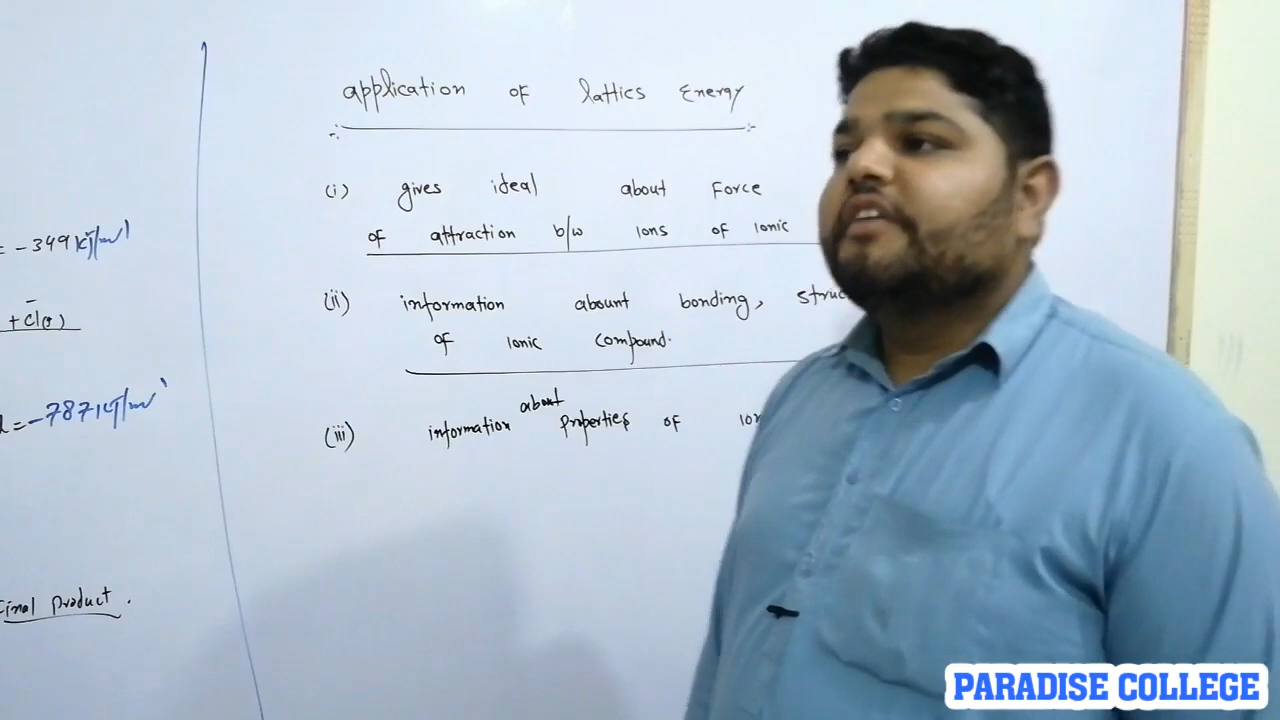 application of lattics Energy
(i) gives ideal about Force
of attraction b/w ions of ionic
(ii) information abount bonding, struc
of ionic compound.
about
(iii) information properties of ion
= -349 kJ/mol
+ Cl(g)
= -787 kJ/mol
Final Product.
PARADISE COLLEGE